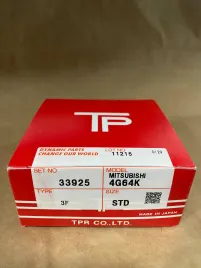 TP
DYNAMIC PARTS
CHANGE OUR WORLD
LOT NO
11215
SET NO
33925
MODEL
MITSUBISHI
4G64K
TYPE
3F
SIZE
STD
MADE IN JAPAN
TPR CO., LTD.